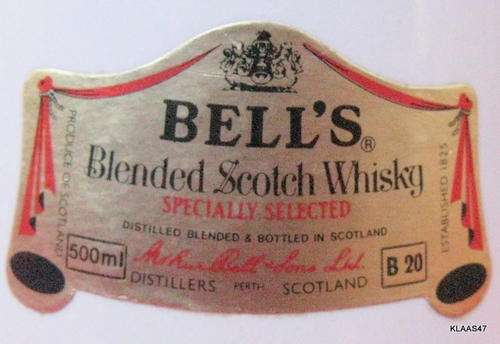 BELL'S®
Blended Scotch Whisky
SPECIALLY SELECTED
PRODUCE OF SCOTLAND
ESTABLISHED 1825
DISTILLED BLENDED & BOTTLED IN SCOTLAND
500ml
Arthur Bell & Sons Ltd.
B 20
DISTILLERS PERTH SCOTLAND
KLAAS47